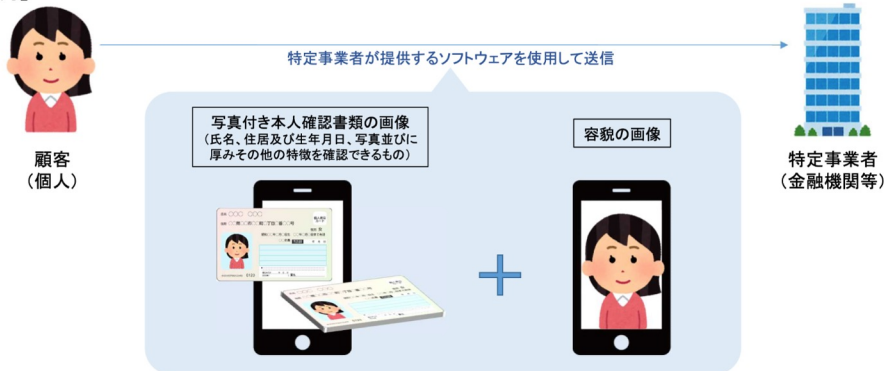 特定事業者が提供するソフトウェアを使用して送信
写真付き本人確認書類の画像
(氏名、住居及び生年月日、写真並びに
厚みその他の特徴を確認できるもの)
容貌の画像
顧客
(個人)
特定事業者
(金融機関等)